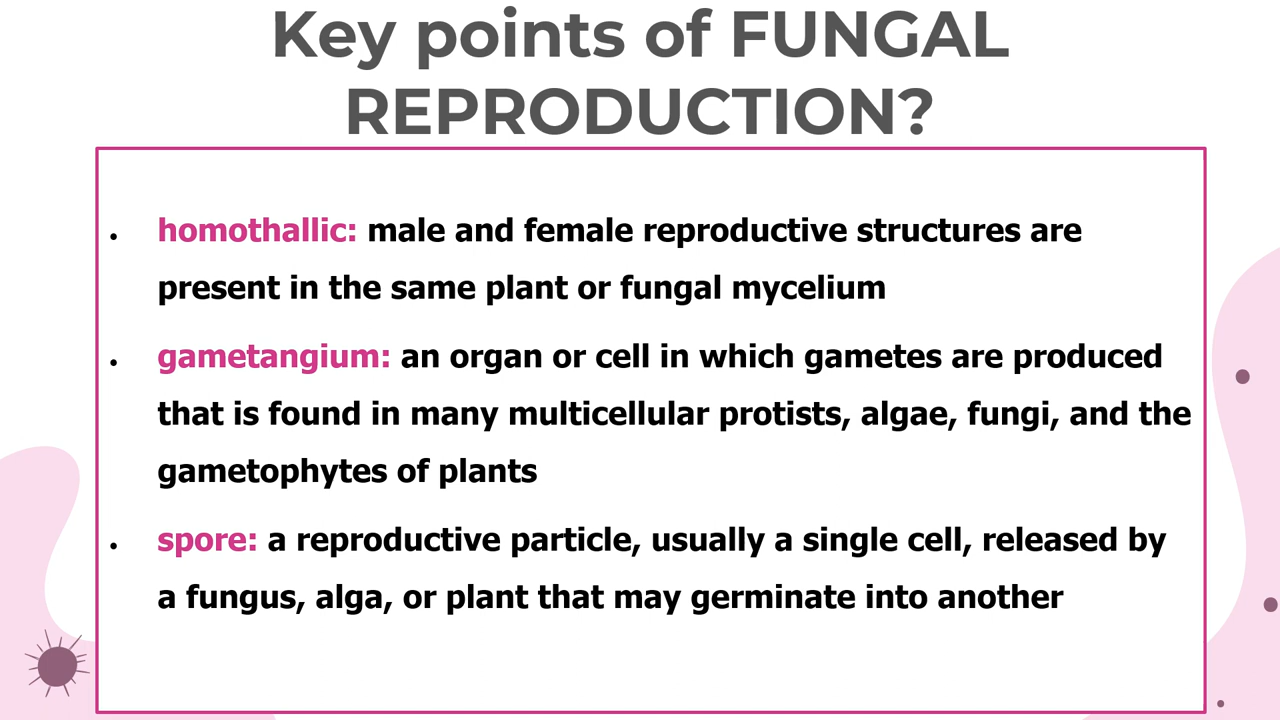 Key points of FUNGAL
REPRODUCTION?
• homothallic: male and female reproductive structures are
present in the same plant or fungal mycelium
• gametangium: an organ or cell in which gametes are produced
that is found in many multicellular protists, algae, fungi, and the
gametophytes of plants
• spore: a reproductive particle, usually a single cell, released by
a fungus, alga, or plant that may germinate into another